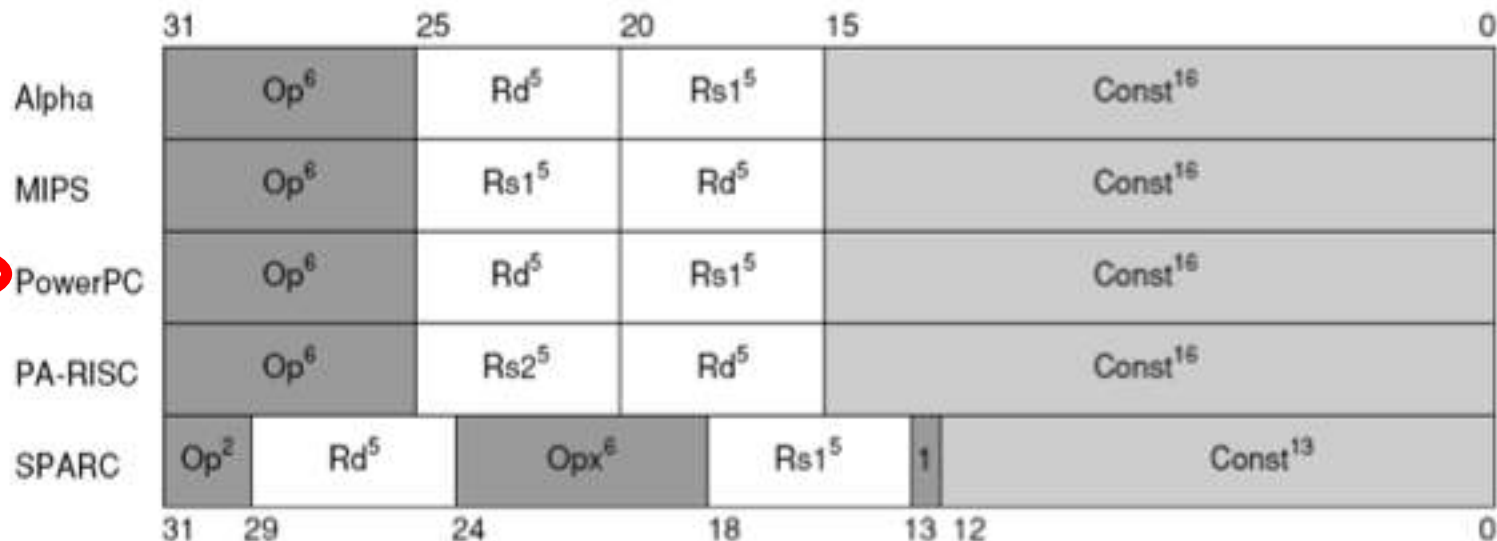 31 25 20 15 0
Alpha Op⁶ Rd⁵ Rs1⁵ Const¹⁶
MIPS Op⁶ Rs1⁵ Rd⁵ Const¹⁶
PowerPC Op⁶ Rd⁵ Rs1⁵ Const¹⁶
PA-RISC Op⁶ Rs2⁵ Rd⁵ Const¹⁶
SPARC Op² Rd⁵ Opx⁶ Rs1⁵ 1 Const¹³
31 29 24 18 13 12 0